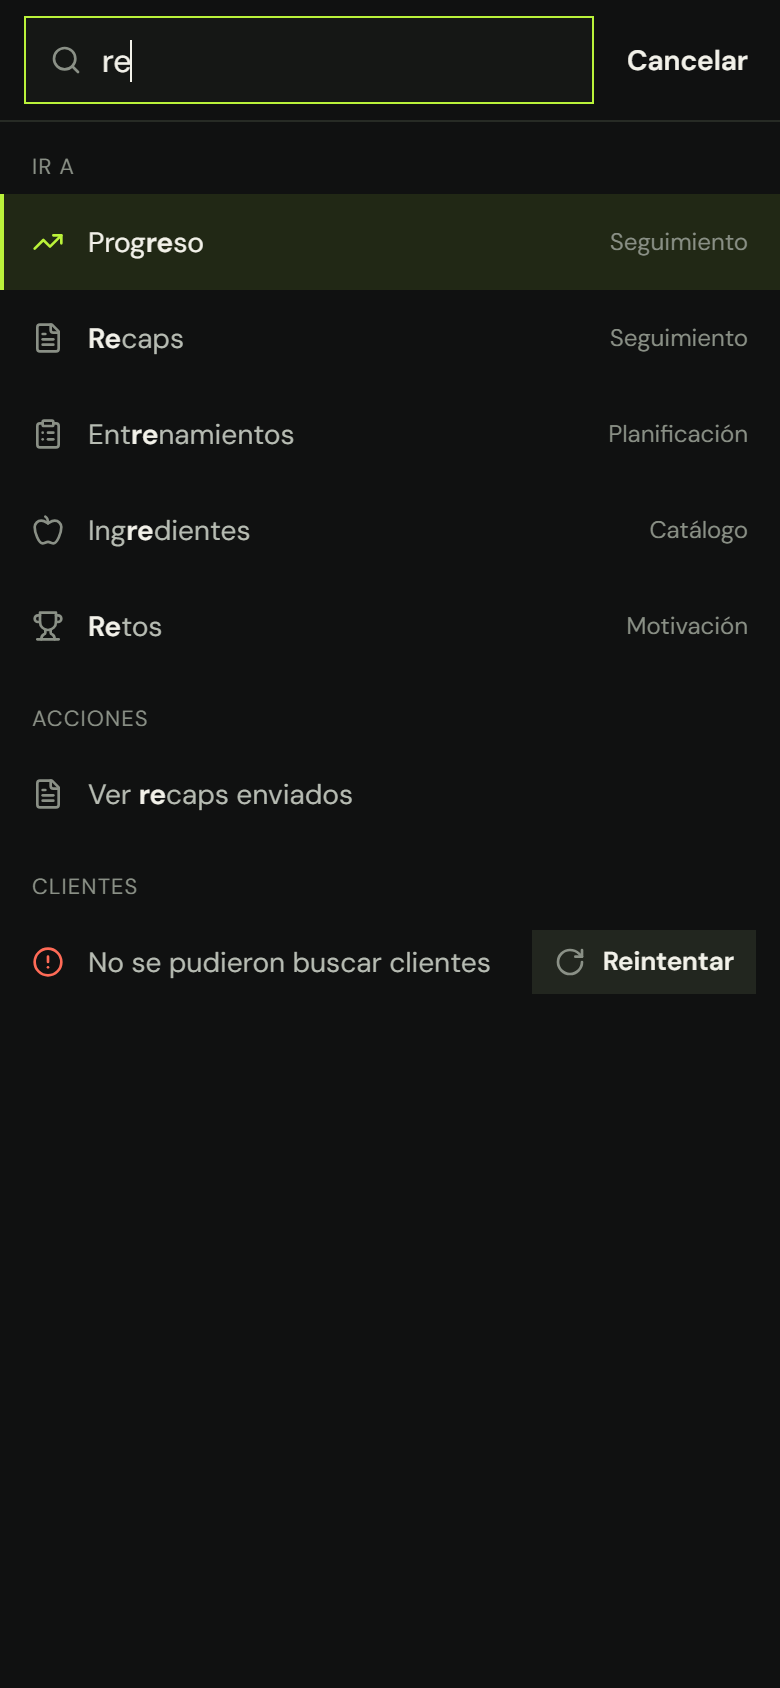 re
Cancelar
IR A
Progreso Seguimiento
Recaps Seguimiento
Entrenamientos Planificación
Ingredientes Catálogo
Retos Motivación
ACCIONES
Ver recaps enviados
CLIENTES
No se pudieron buscar clientes Reintentar